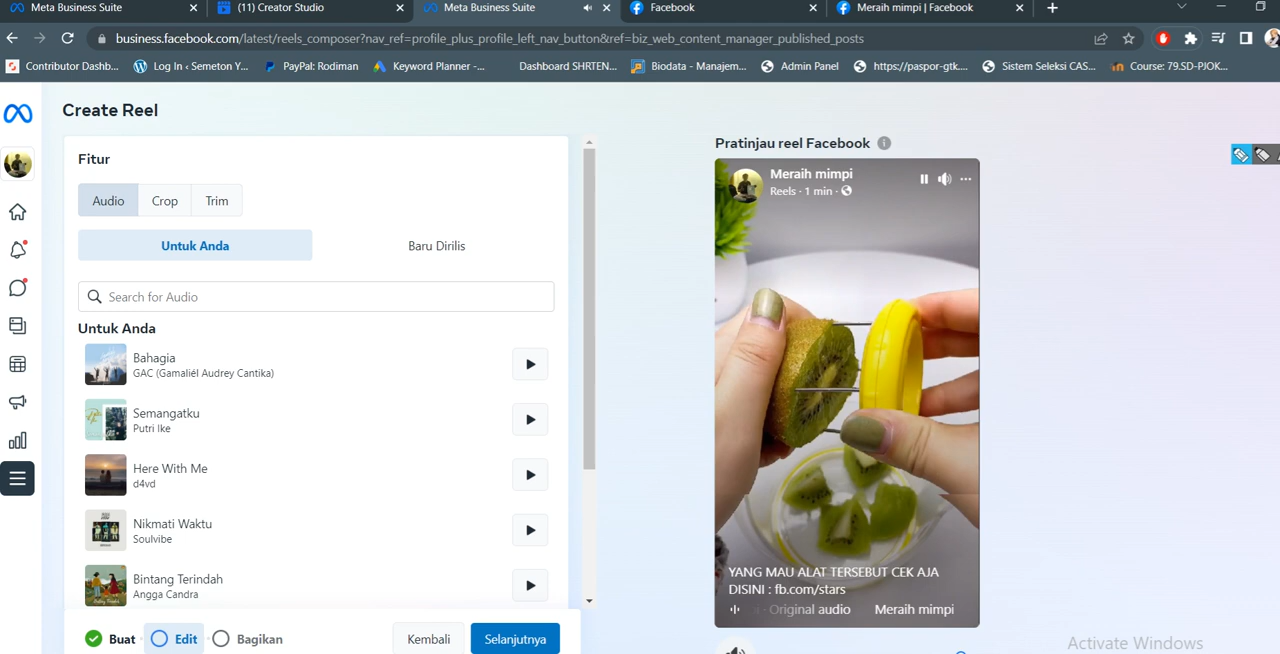 Meta Business Suite
(11) Creator Studio
Meta Business Suite
Facebook
Meraih mimpi | Facebook
business.facebook.com/latest/reels_composer?nav_ref=profile_plus_profile_left_nav_button&ref=biz_web_content_manager_published_posts
Contributor Dashb...
Log In ‹ Semeton Y...
PayPal: Rodiman
Keyword Planner -...
Dashboard SHRTEN...
Biodata - Manajem...
Admin Panel
https://paspor-gtk....
Sistem Seleksi CAS...
Course: 79.SD-PJOK...
Create Reel
Fitur
Audio
Crop
Trim
Untuk Anda
Baru Dirilis
Search for Audio
Untuk Anda
Bahagia
GAC (Gamaliél Audrey Cantika)
Semangatku
Putri Ike
Here With Me
d4vd
Nikmati Waktu
Soulvibe
Bintang Terindah
Angga Candra
Buat
Edit
Bagikan
Kembali
Selanjutnya
Pratinjau reel Facebook
Meraih mimpi
Reels · 1 min ·
YANG MAU ALAT TERSEBUT CEK AJA
DISINI : fb.com/stars
· Original audio
Meraih mimpi
Activate Windows